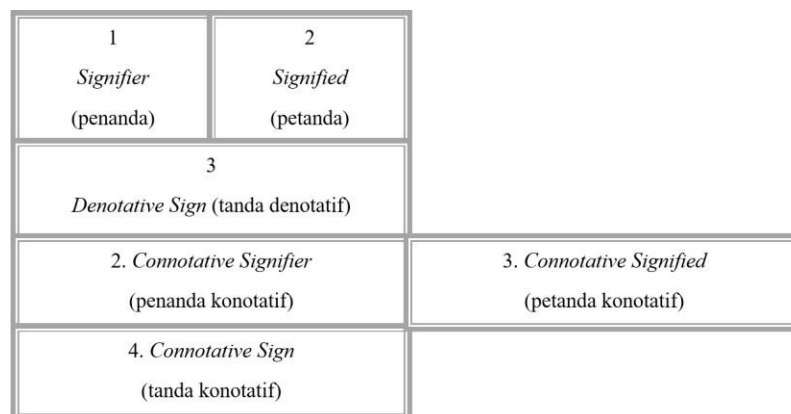 1
Signifier
(penanda)
2
Signified
(petanda)
3
Denotative Sign (tanda denotatif)
2. Connotative Signifier
(penanda konotatif)
3. Connotative Signified
(petanda konotatif)
4. Connotative Sign
(tanda konotatif)